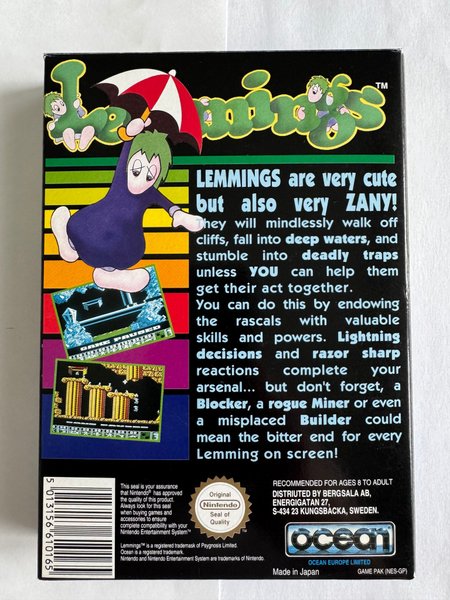 Lemmings™
LEMMINGS are very cute
but also very ZANY!
They will mindlessly walk off
cliffs, fall into deep waters, and
stumble into deadly traps
unless YOU can help them
get their act together.
You can do this by endowing
the rascals with valuable
skills and powers. Lightning
decisions and razor sharp
reactions complete your
arsenal... but don't forget, a
Blocker, a rogue Miner or even
a misplaced Builder could
mean the bitter end for every
Lemming on screen!
GAME PAUSED
5 013156 610165
This seal is your assurance
that Nintendo® has approved
the quality of this product.
Always look for this seal
when buying games and
accessories to ensure
complete compatibility with your
Nintendo Entertainment System™.
Original
Nintendo
Seal of
Quality
RECOMMENDED FOR AGES 8 TO ADULT
DISTRIUTED BY BERGSALA AB,
ENERGIGATAN 27,
S-434 23 KUNGSBACKA, SWEDEN.
ocean
OCEAN EUROPE LIMITED
Lemmings™ is a registered trademark of Psygnosis Limited.
Ocean is a registered trademark.
Nintendo and Nintendo Entertainment System are trademarks of Nintendo.
Made in Japan
GAME PAK (NES-GP)